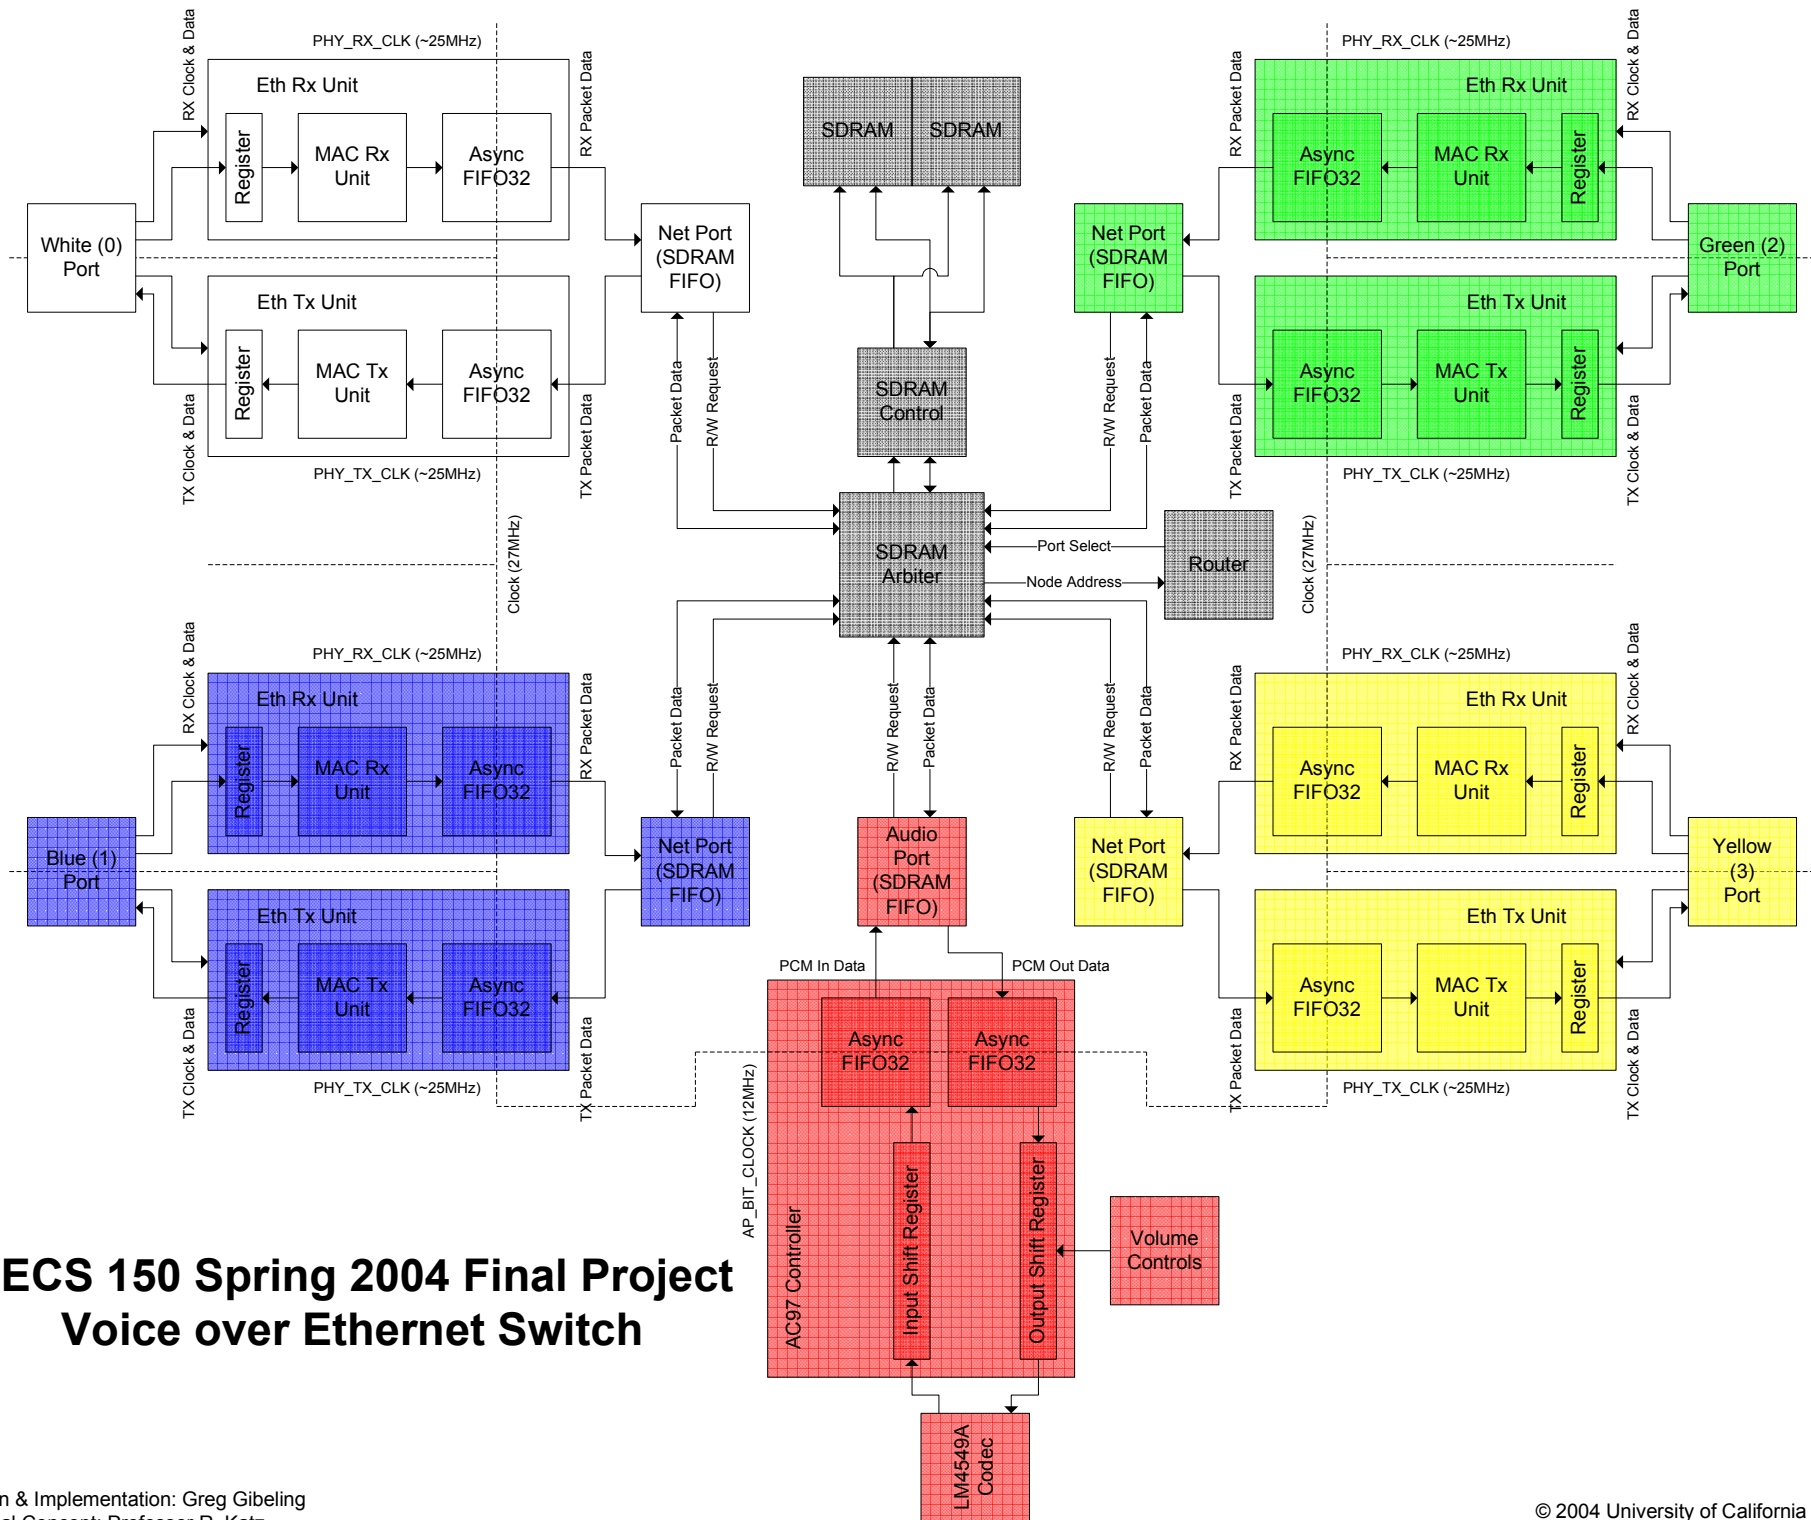 PHY_RX_CLK (~25MHz)
RX Clock & Data
Eth Rx Unit
Register
MAC Rx
Unit
Async
FIFO32
RX Packet Data
White (0)
Port
Net Port
(SDRAM
FIFO)
Eth Tx Unit
Register
MAC Tx
Unit
Async
FIFO32
TX Clock & Data
PHY_TX_CLK (~25MHz)
TX Packet Data
Packet Data
R/W Request
Clock (27MHz)
SDRAM
SDRAM
SDRAM
Control
SDRAM
Arbiter
Port Select
Node Address
Router
PHY_RX_CLK (~25MHz)
RX Clock & Data
Eth Rx Unit
RX Packet Data
Async
FIFO32
MAC Rx
Unit
Register
Net Port
(SDRAM
FIFO)
Green (2)
Port
Eth Tx Unit
Async
FIFO32
MAC Tx
Unit
Register
R/W Request
Packet Data
TX Packet Data
PHY_TX_CLK (~25MHz)
TX Clock & Data
Clock (27MHz)
PHY_RX_CLK (~25MHz)
RX Clock & Data
Eth Rx Unit
Register
MAC Rx
Unit
Async
FIFO32
RX Packet Data
Packet Data
R/W Request
Blue (1)
Port
Net Port
(SDRAM
FIFO)
Eth Tx Unit
Register
MAC Tx
Unit
Async
FIFO32
TX Clock & Data
PHY_TX_CLK (~25MHz)
TX Packet Data
R/W Request
Packet Data
Audio
Port
(SDRAM
FIFO)
PCM In Data
PCM Out Data
Async
FIFO32
Async
FIFO32
AP_BIT_CLOCK (12MHz)
AC97 Controller
Input Shift Register
Output Shift Register
Volume
Controls
LM4549A
Codec
PHY_RX_CLK (~25MHz)
RX Clock & Data
R/W Request
Packet Data
RX Packet Data
Eth Rx Unit
Async
FIFO32
MAC Rx
Unit
Register
Net Port
(SDRAM
FIFO)
Yellow
(3)
Port
Eth Tx Unit
Async
FIFO32
MAC Tx
Unit
Register
TX Packet Data
PHY_TX_CLK (~25MHz)
TX Clock & Data
ECS 150 Spring 2004 Final Project
Voice over Ethernet Switch
n & Implementation: Greg Gibeling
© 2004 University of California